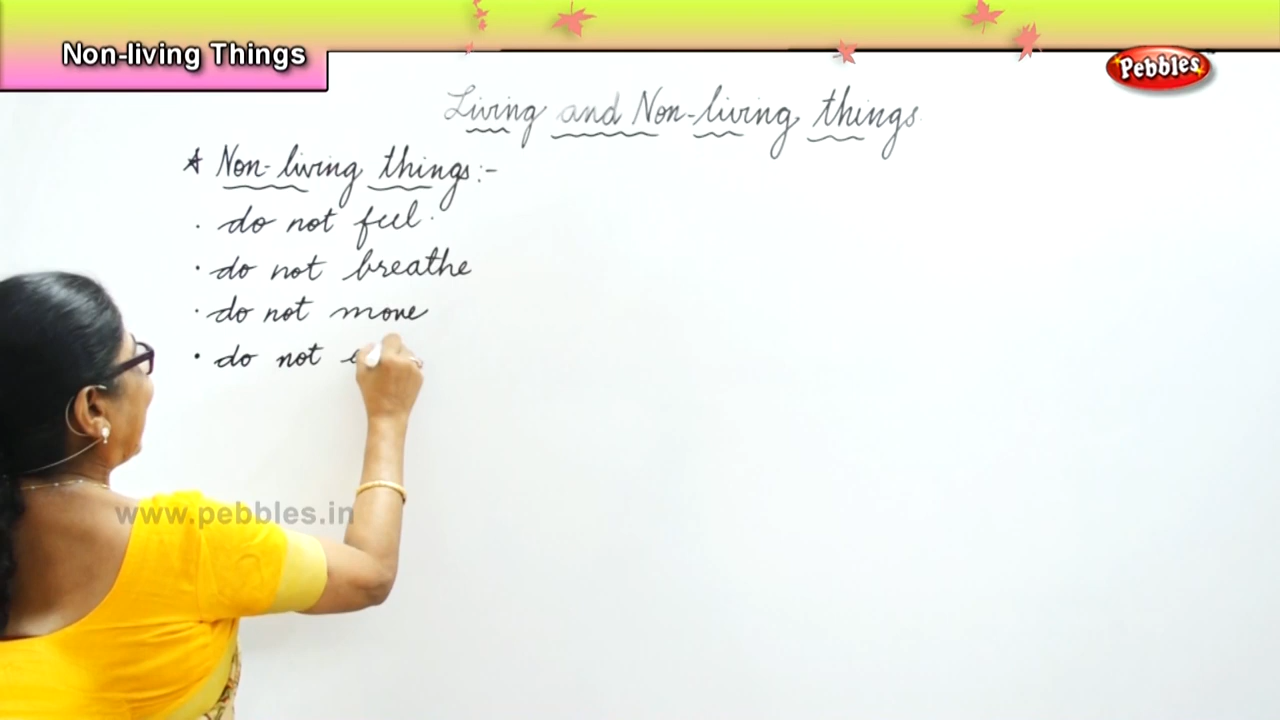 Non-living Things
Pebbles
Living and Non-living things.
★ Non-living things:-
· do not feel.
· do not breathe
· do not move
· do not
www.pebbles.in